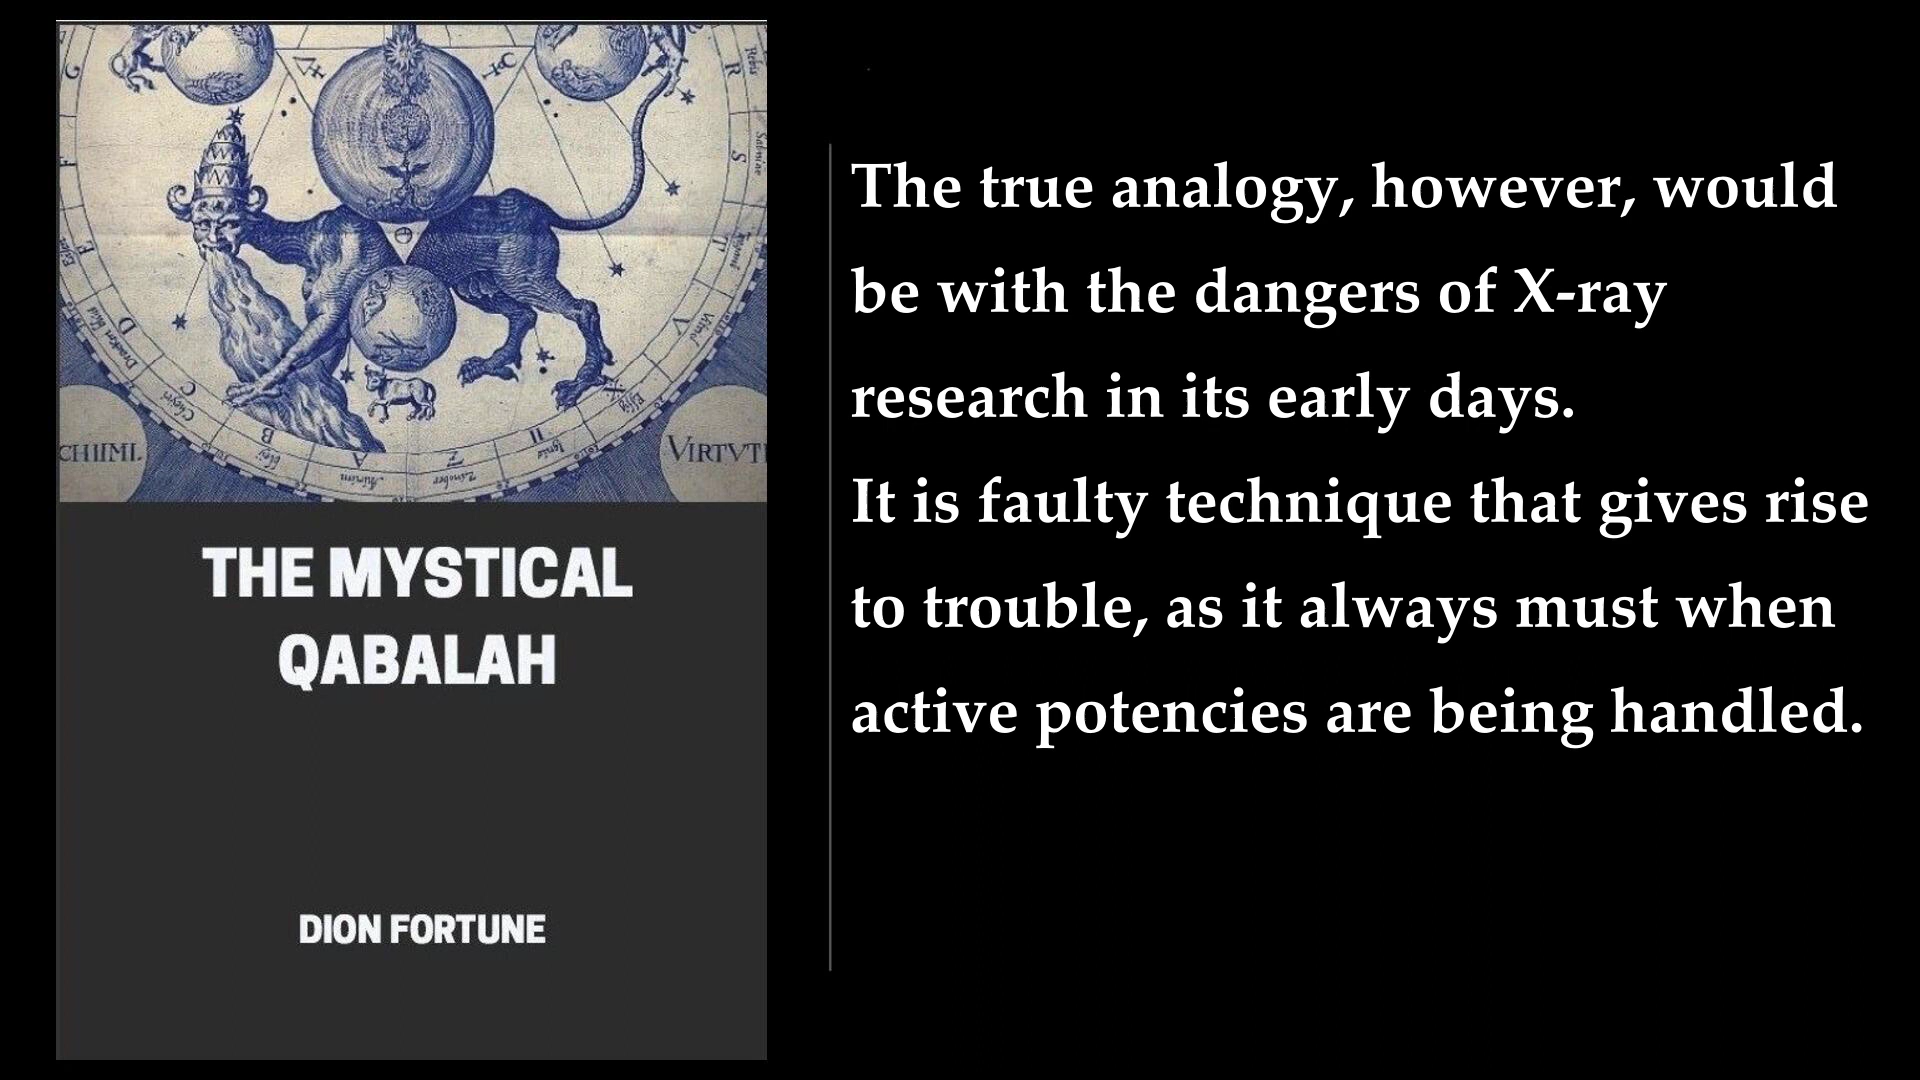 CHIIMI.
VIRTVTI
THE MYSTICAL
QABALAH
DION FORTUNE
The true analogy, however, would
be with the dangers of X-ray
research in its early days.
It is faulty technique that gives rise
to trouble, as it always must when
active potencies are being handled.